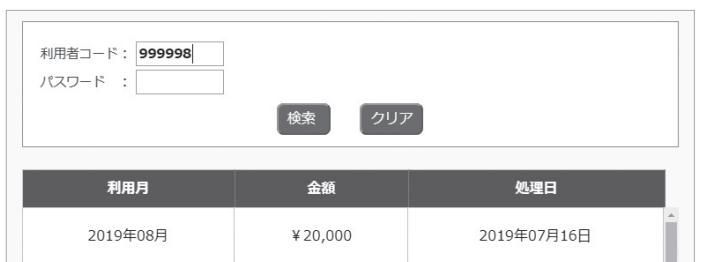 利用者コード： 999998
パスワード ：
検索 クリア
利用月 金額 処理日
2019年08月 ￥20,000 2019年07月16日